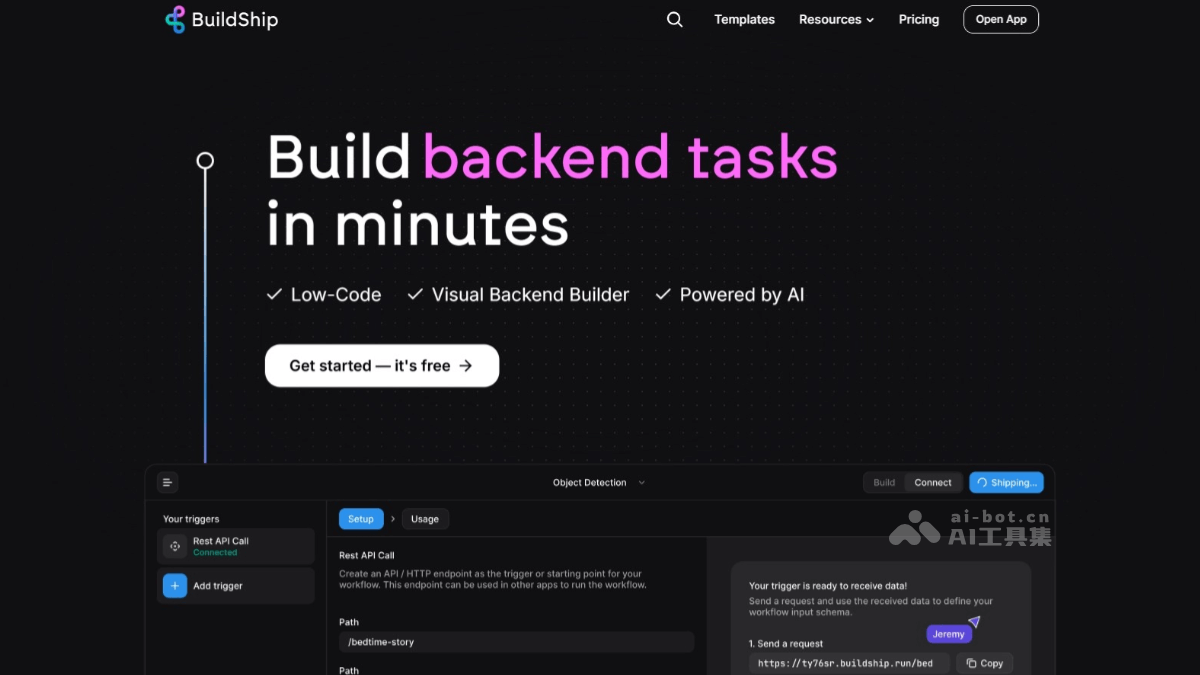 BuildShip
Templates
Resources
Pricing
Open App
Build backend tasks
in minutes
Low-Code
Visual Backend Builder
Powered by AI
Get started — it's free →
Object Detection
Build
Connect
Shipping...
Your triggers
Rest API Call
Connected
+ Add trigger
Setup
Usage
Rest API Call
Create an API / HTTP endpoint as the trigger or starting point for your
workflow. This endpoint can be used in other apps to run the workflow.
Path
/bedtime-story
Path
ai-bot.cn
AI工具集
Your trigger is ready to receive data!
Send a request and use the received data to define your
workflow input schema.
Jeremy
1. Send a request
https://ty76sr.buildship.run/bed
Copy